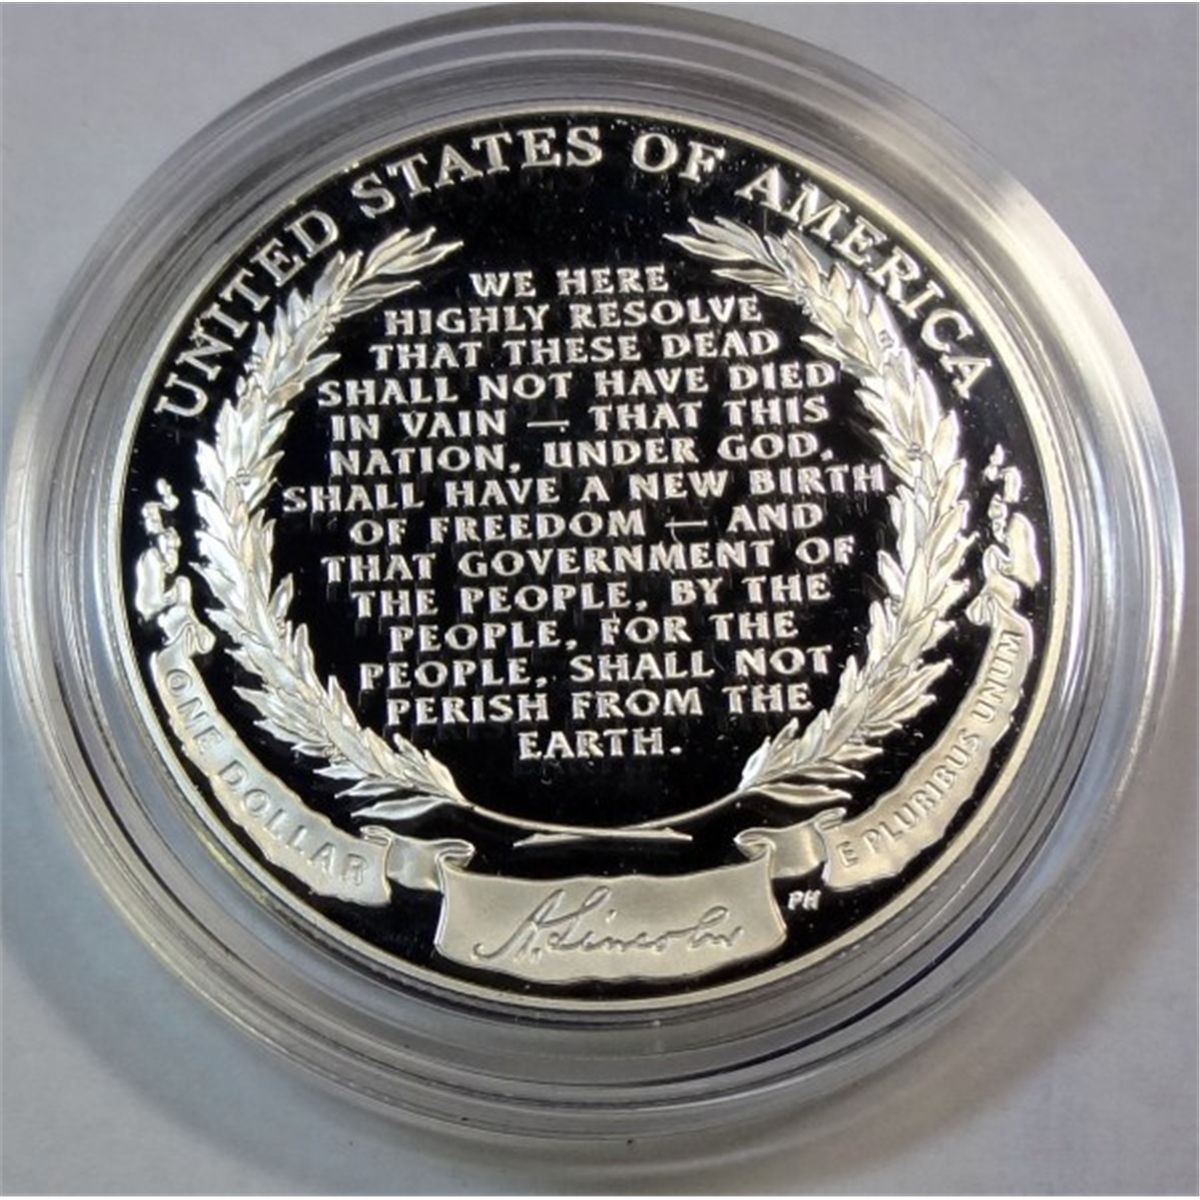 UNITED STATES OF AMERICA
WE HERE
HIGHLY RESOLVE
THAT THESE DEAD
SHALL NOT HAVE DIED
IN VAIN — THAT THIS
NATION, UNDER GOD,
SHALL HAVE A NEW BIRTH
OF FREEDOM — AND
THAT GOVERNMENT OF
THE PEOPLE, BY THE
PEOPLE, FOR THE
PEOPLE, SHALL NOT
PERISH FROM THE
EARTH.
ONE DOLLAR
A. Lincoln
PH
E PLURIBUS UNUM